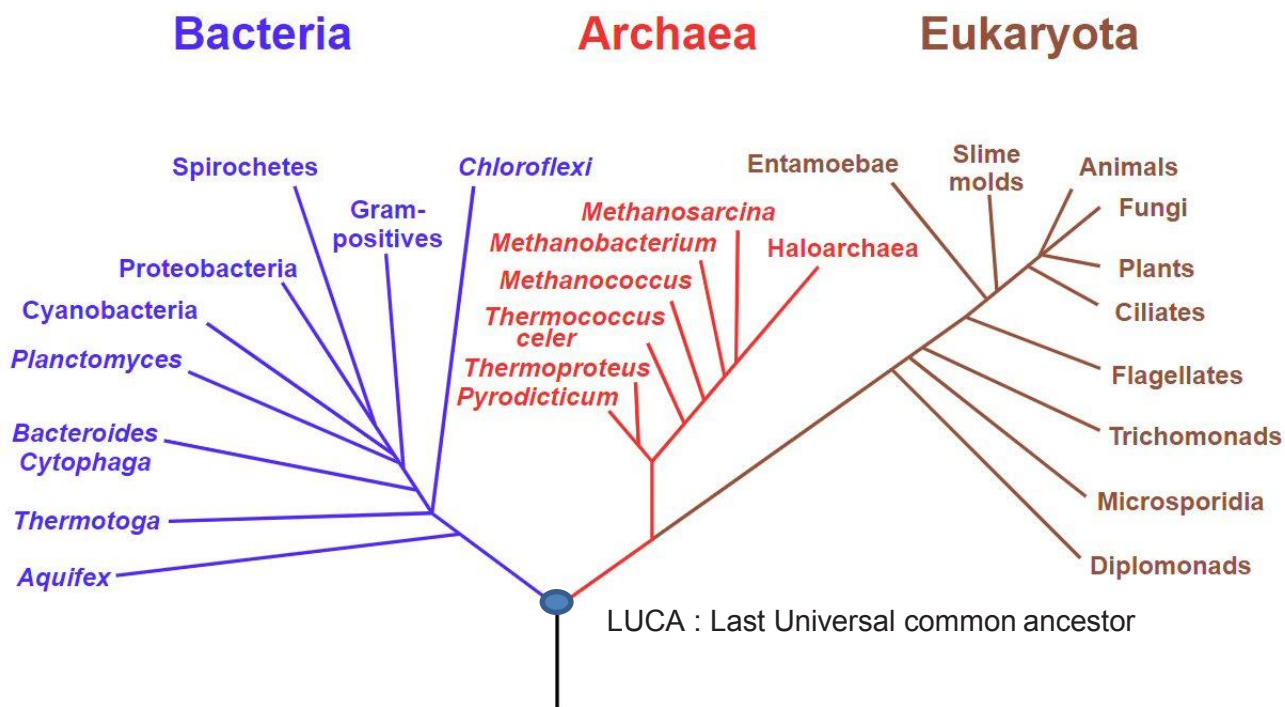 Bacteria
Archaea
Eukaryota
Spirochetes
Gram-
positives
Chloroflexi
Proteobacteria
Cyanobacteria
Planctomyces
Bacteroides
Cytophaga
Thermotoga
Aquifex
Methanosarcina
Methanobacterium
Haloarchaea
Methanococcus
Thermococcus
celer
Thermoproteus
Pyrodicticum
Entamoebae
Slime
molds
Animals
Fungi
Plants
Ciliates
Flagellates
Trichomonads
Microsporidia
Diplomonads
LUCA : Last Universal common ancestor